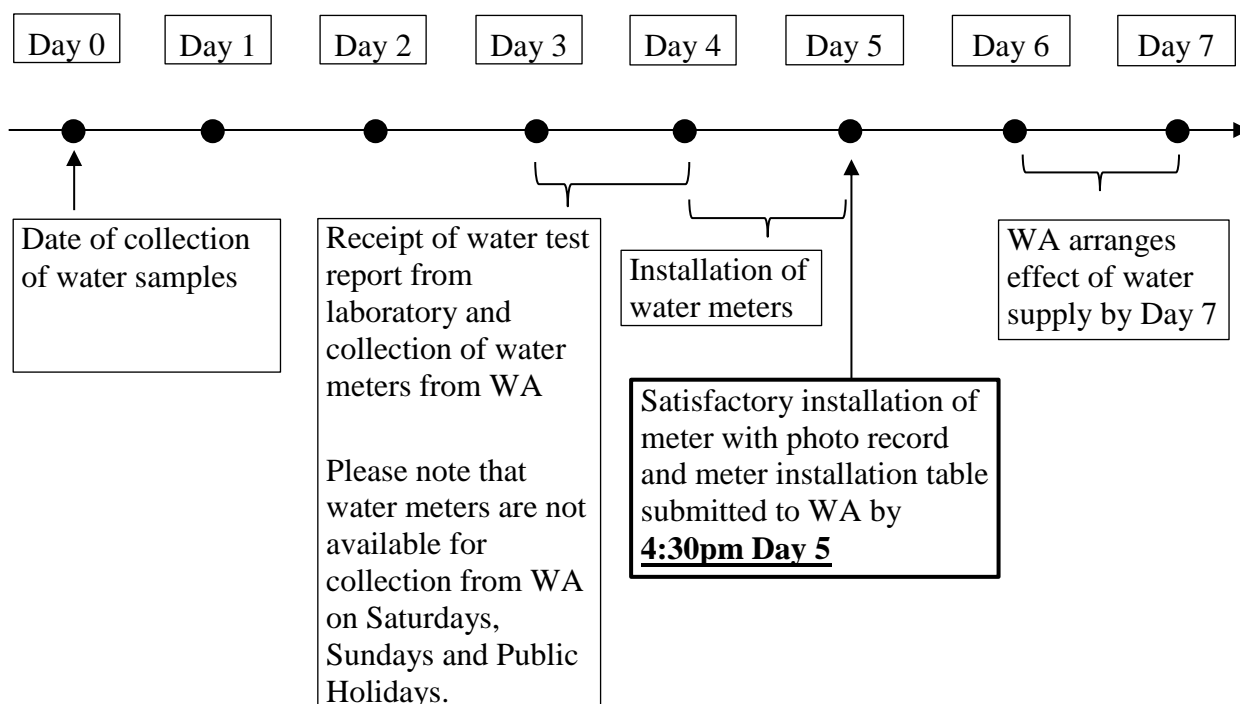 Day 0
Day 1
Day 2
Day 3
Day 4
Day 5
Day 6
Day 7
Date of collection
of water samples
Receipt of water test
report from
laboratory and
collection of water
meters from WA
Please note that
water meters are not
available for
collection from WA
on Saturdays,
Sundays and Public
Holidays.
Installation of
water meters
Satisfactory installation of
meter with photo record
and meter installation table
submitted to WA by
4:30pm Day 5
WA arranges
effect of water
supply by Day 7